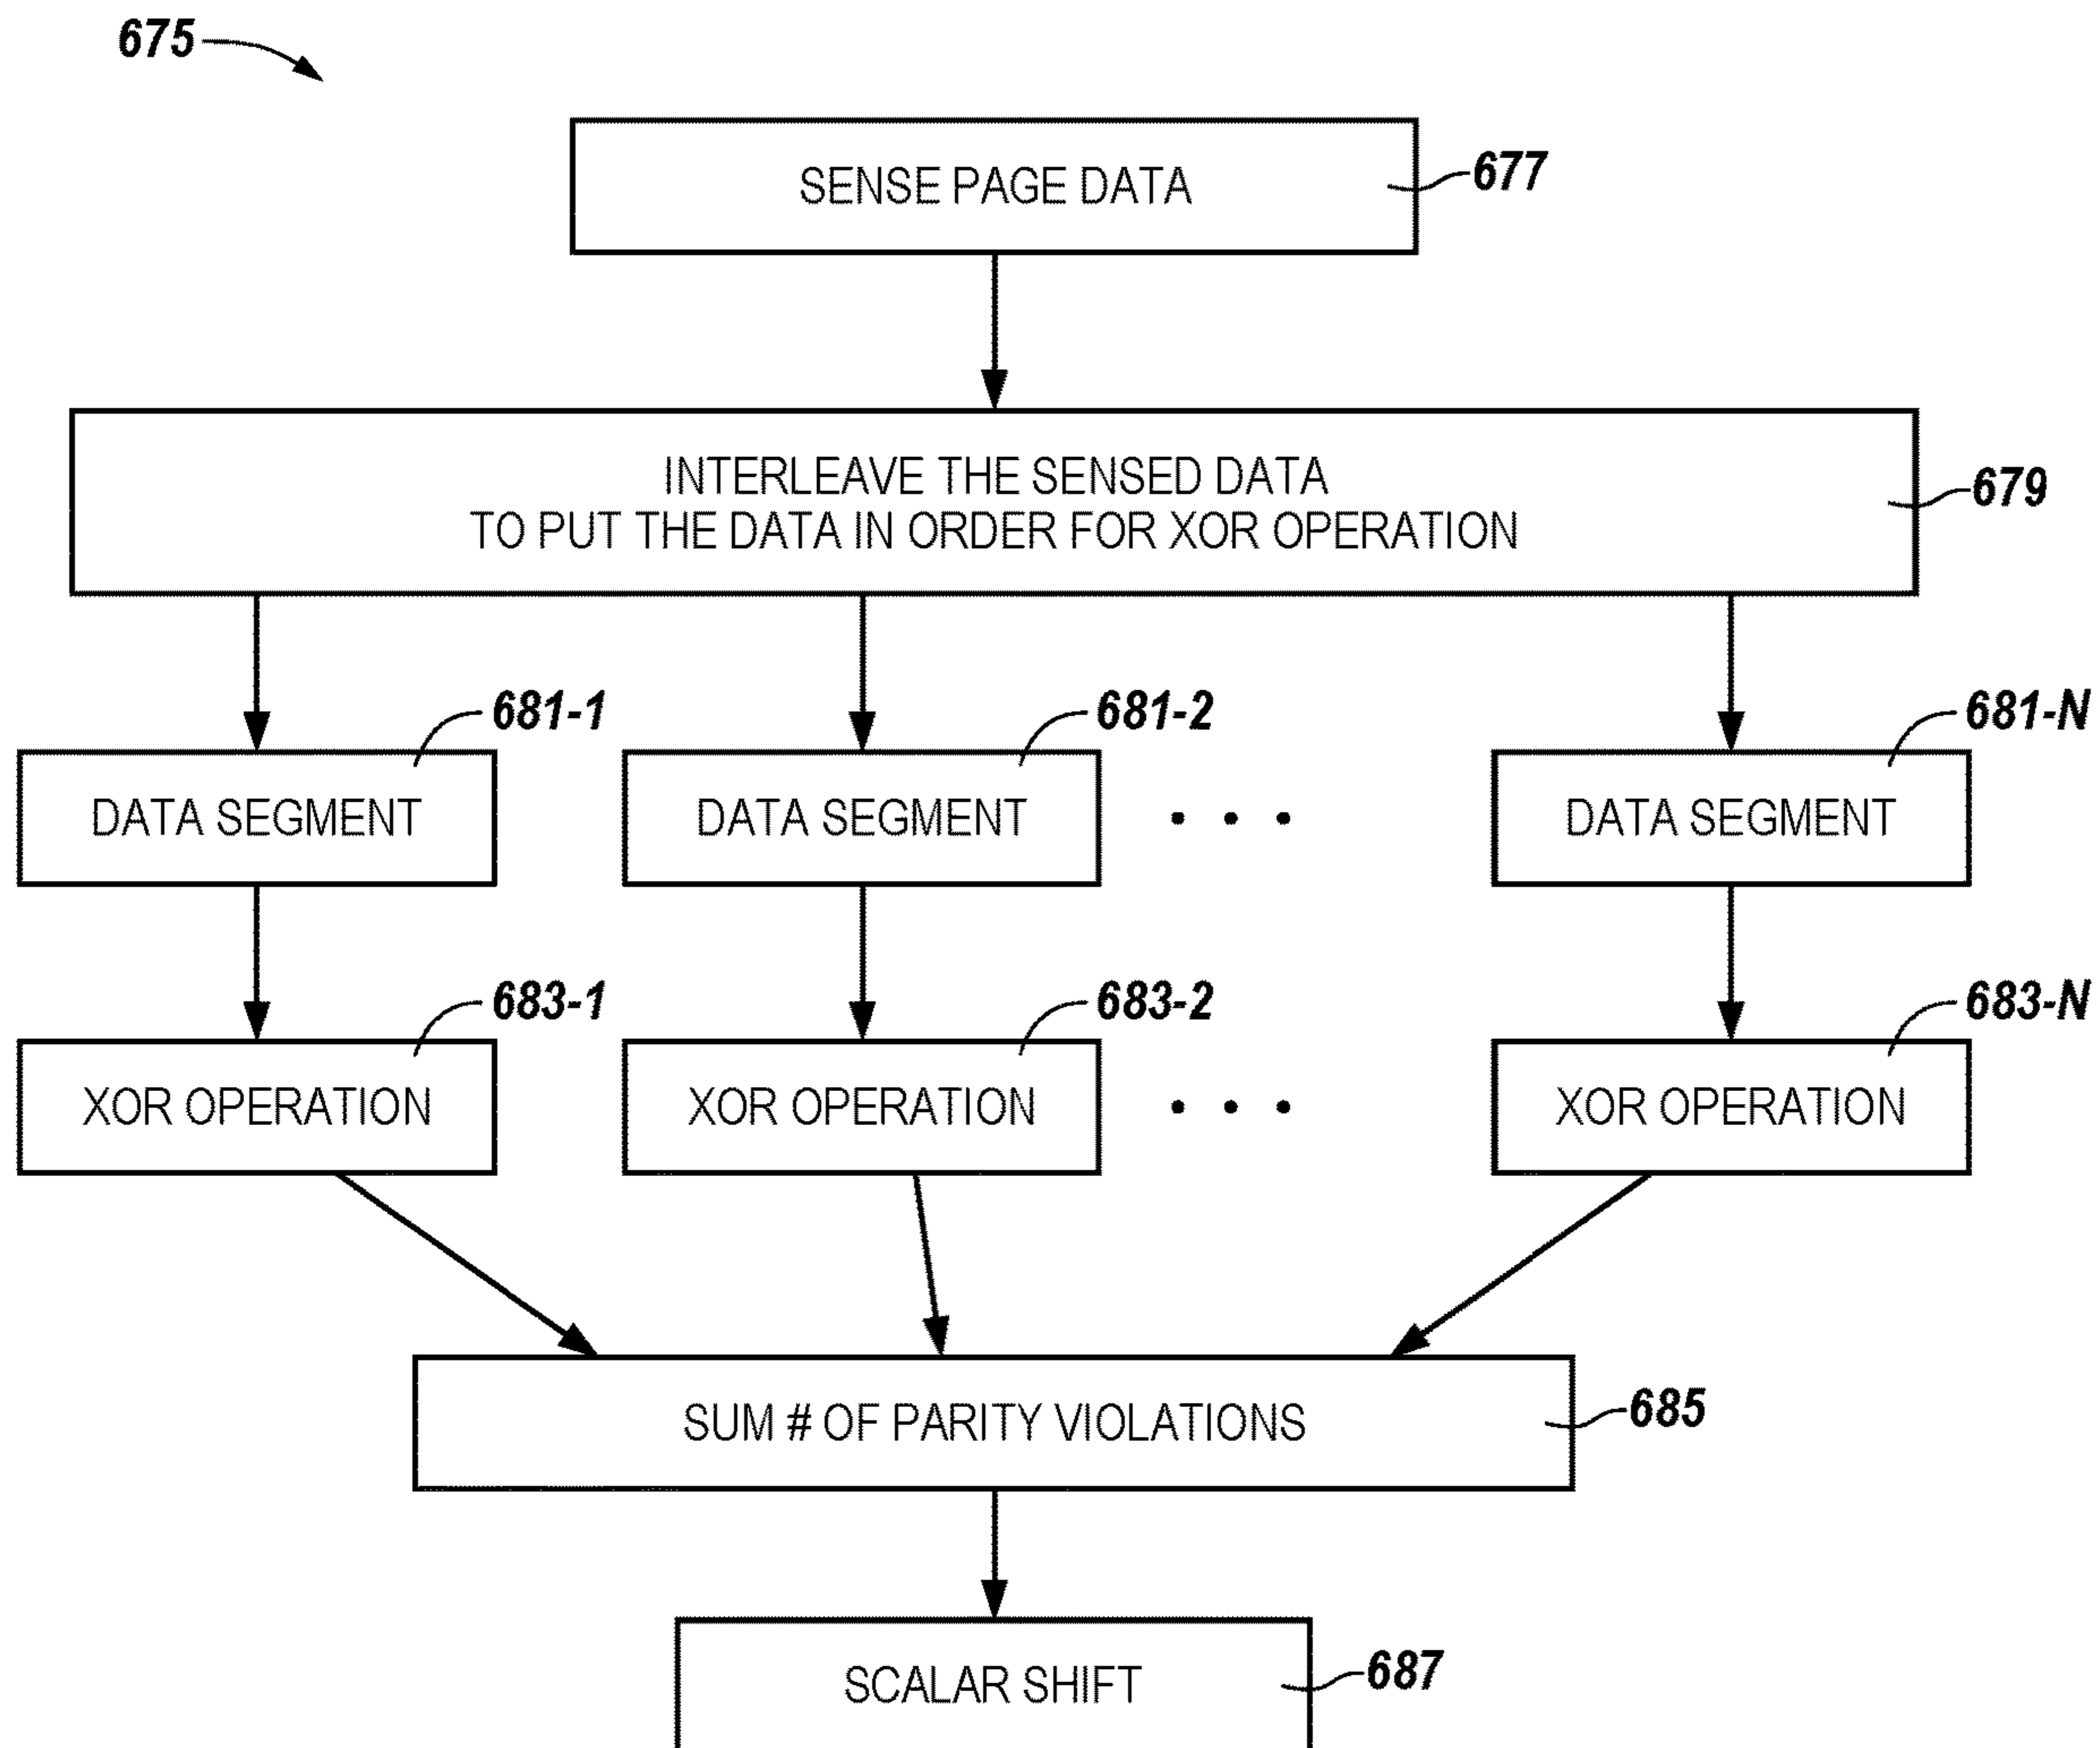 675
SENSE PAGE DATA
677
INTERLEAVE THE SENSED DATA
TO PUT THE DATA IN ORDER FOR XOR OPERATION
679
681-1
681-2
681-N
DATA SEGMENT
DATA SEGMENT
. . .
DATA SEGMENT
683-1
683-2
683-N
XOR OPERATION
XOR OPERATION
. . .
XOR OPERATION
SUM # OF PARITY VIOLATIONS
685
SCALAR SHIFT
687